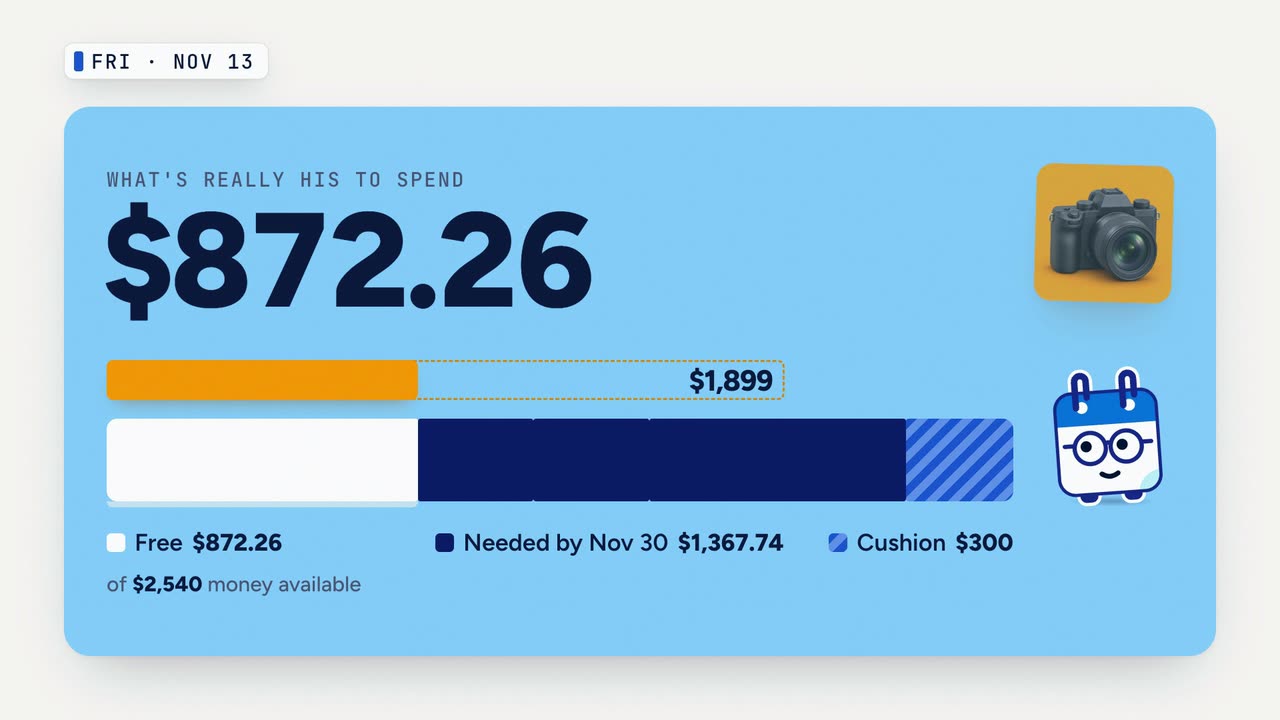 FRI · NOV 13
WHAT'S REALLY HIS TO SPEND
$872.26
$1,899
Free $872.26
Needed by Nov 30 $1,367.74
Cushion $300
of $2,540 money available